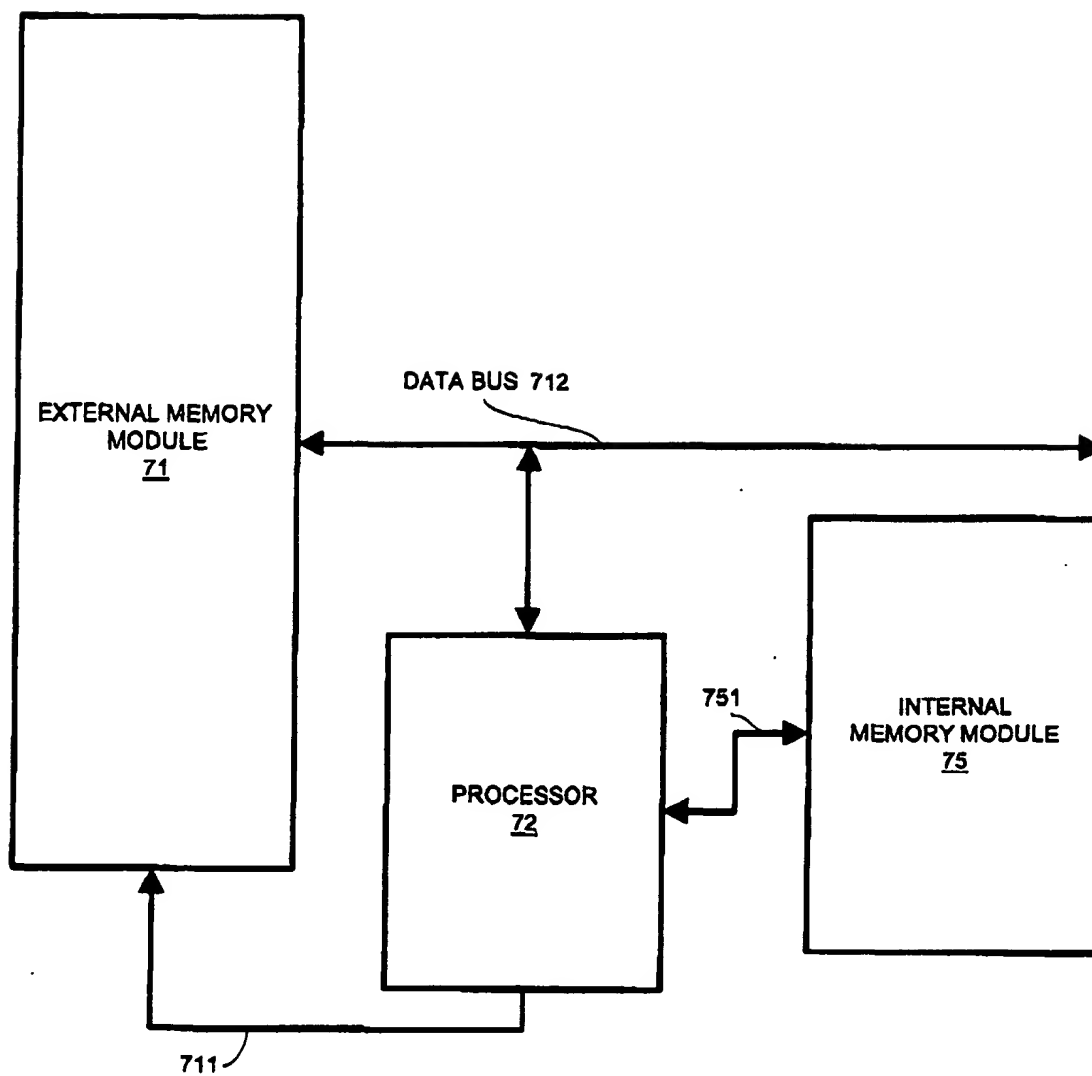 DATA BUS 712
EXTERNAL MEMORY
MODULE
71
751
INTERNAL
MEMORY MODULE
75
PROCESSOR
72
711